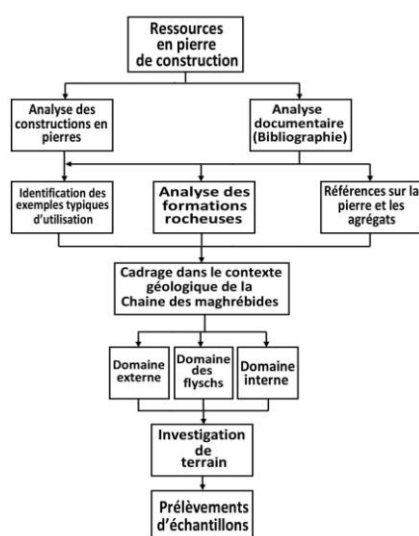 Ressources
en pierre
de construction
Analyse des
constructions en
pierres
Analyse
documentaire
(Bibliographie)
Identification des
exemples typiques
d'utilisation
Analyse des
formations
rocheuses
Références sur la
pierre et les
agrégats
Cadrage dans le contexte
géologique de la
Chaine des maghrébides
Domaine
externe
Domaine
des
flyschs
Domaine
interne
Investigation
de
terrain
Prélèvements
d'échantillons